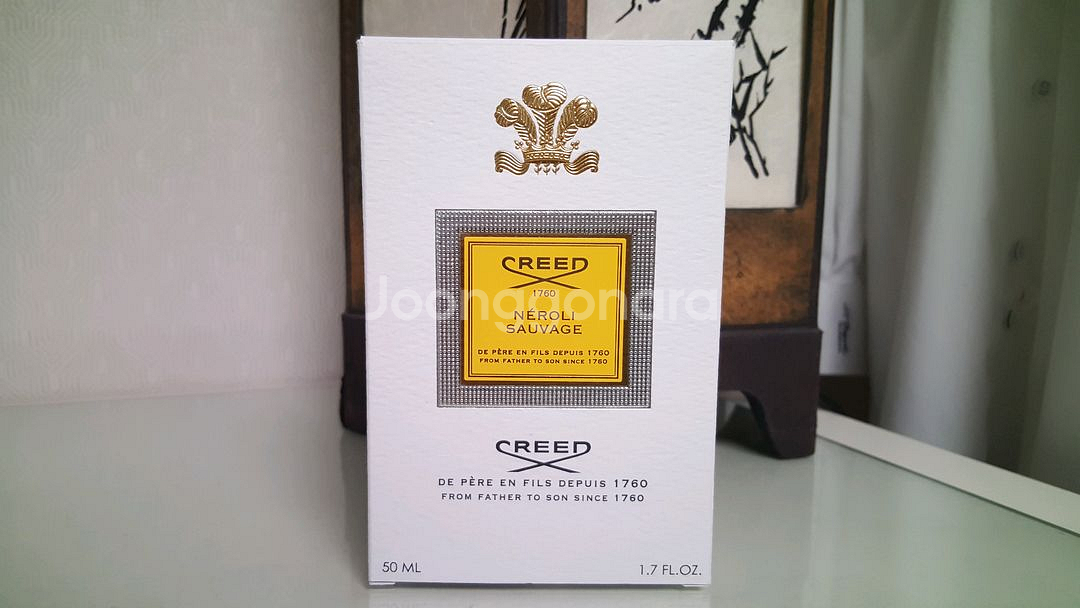 CREED
1760
NÉROLI
SAUVAGE
DE PÈRE EN FILS DEPUIS 1760
FROM FATHER TO SON SINCE 1760
Joonggonara
CREED
DE PÈRE EN FILS DEPUIS 1760
FROM FATHER TO SON SINCE 1760
50 ML
1.7 FL.OZ.